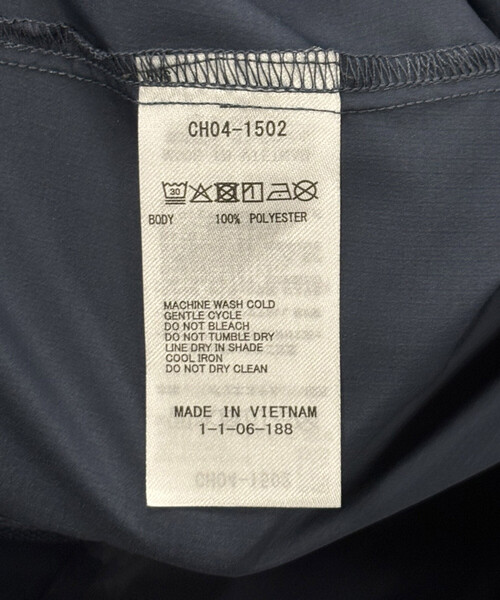 CH04-1502
30
BODY 100% POLYESTER
MACHINE WASH COLD
GENTLE CYCLE
DO NOT BLEACH
DO NOT TUMBLE DRY
LINE DRY IN SHADE
COOL IRON
DO NOT DRY CLEAN
MADE IN VIETNAM
1-1-06-188